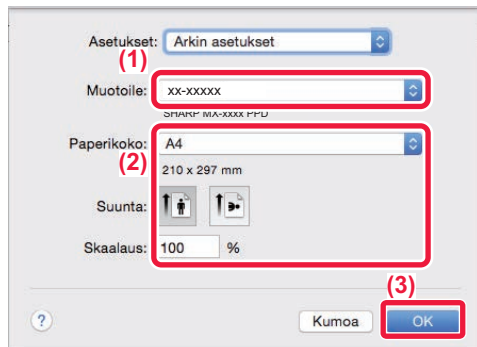 Asetukset: Arkin asetukset
(1)
Muotoile: xx-xxxxx
SHARP MX-xxxx PPD
Paperikoko: A4
(2)
210 x 297 mm
Suunta:
Skaalaus: 100 %
(3)
? Kumoa OK